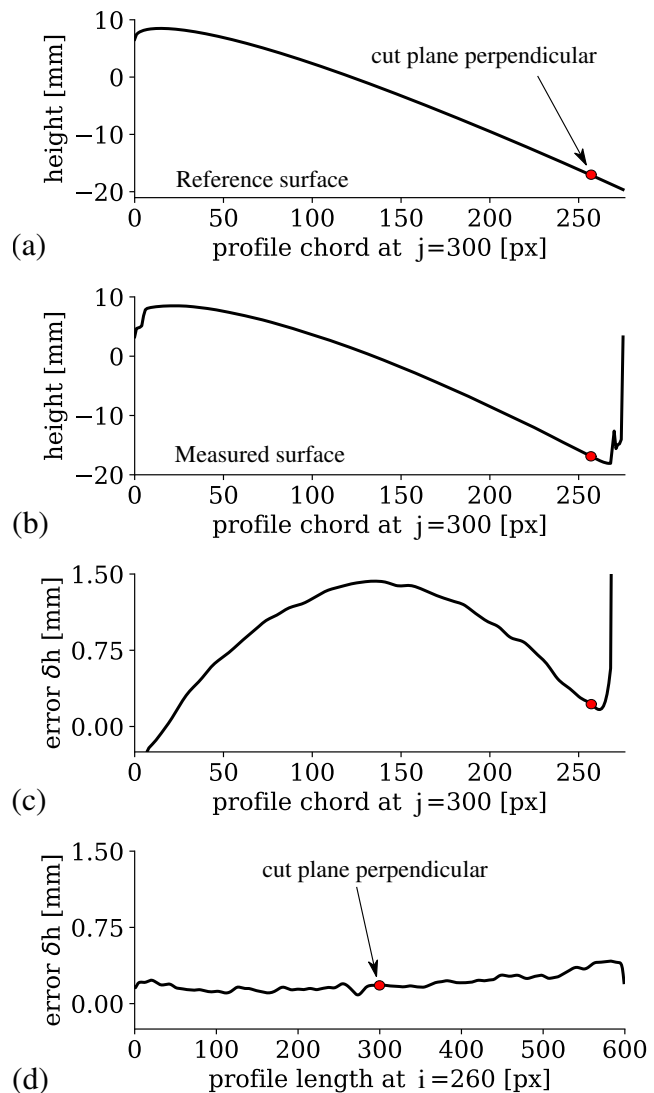 10
cut plane perpendicular
0
height [mm]
−10
Reference surface
−20
0 50 100 150 200 250
(a)
profile chord at j=300 [px]
10
0
height [mm]
−10
Measured surface
−20
0 50 100 150 200 250
(b)
profile chord at j=300 [px]
1.50
0.75
error δh [mm]
0.00
0 50 100 150 200 250
(c)
profile chord at j=300 [px]
1.50
cut plane perpendicular
0.75
error δh [mm]
0.00
0 100 200 300 400 500 600
(d)
profile length at i=260 [px]